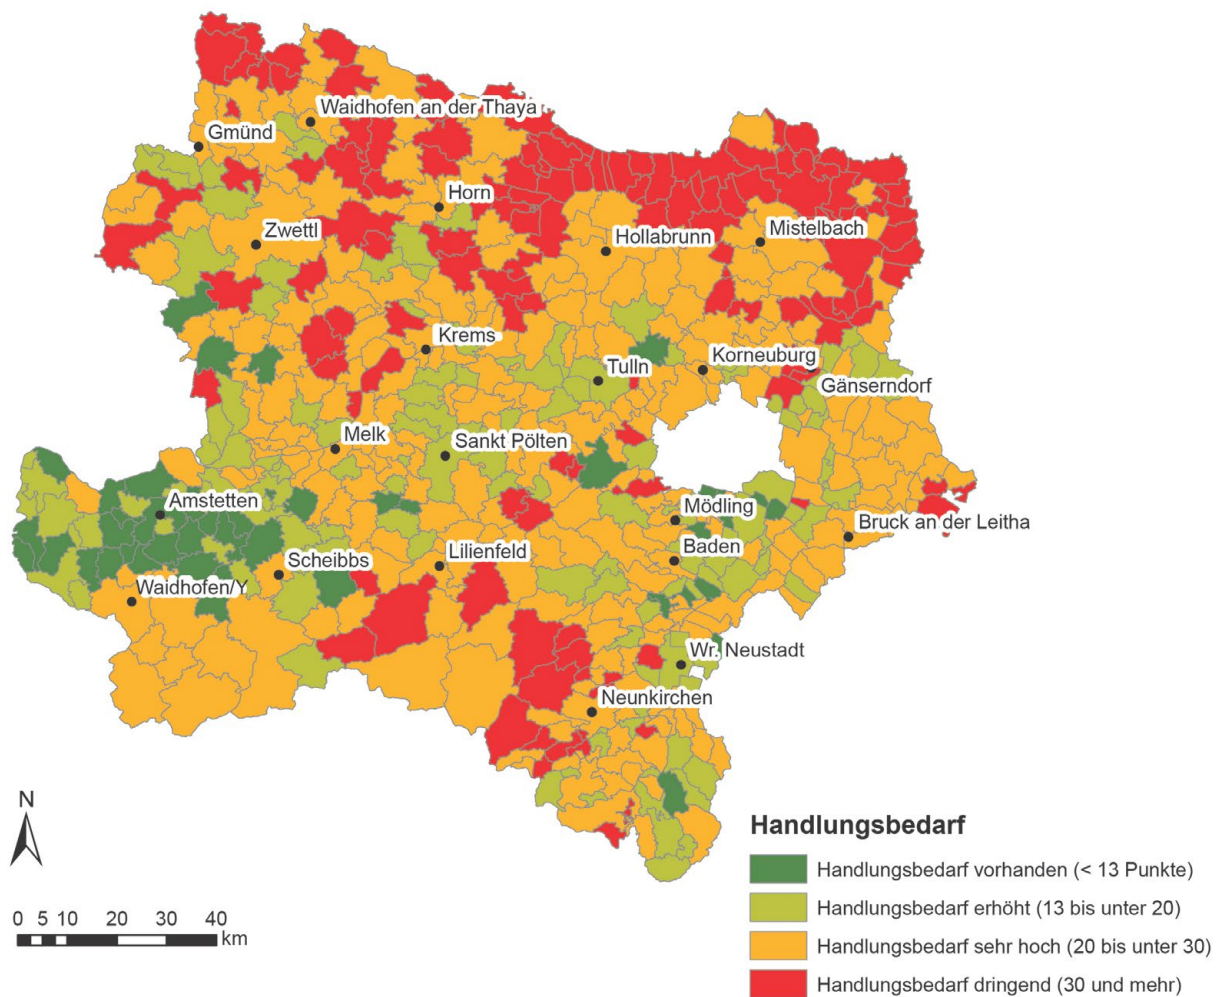 Waidhofen an der Thaya
Gmünd
Horn
Zwettl
Hollabrunn
Mistelbach
Krems
Korneuburg
Tulln
Gänserndorf
Melk
Sankt Pölten
Amstetten
Mödling
Bruck an der Leitha
Baden
Lilienfeld
Scheibbs
Waidhofen/Y
Wr. Neustadt
Neunkirchen
N
0 5 10 20 30 40
km
Handlungsbedarf
Handlungsbedarf vorhanden (< 13 Punkte)
Handlungsbedarf erhöht (13 bis unter 20)
Handlungsbedarf sehr hoch (20 bis unter 30)
Handlungsbedarf dringend (30 und mehr)